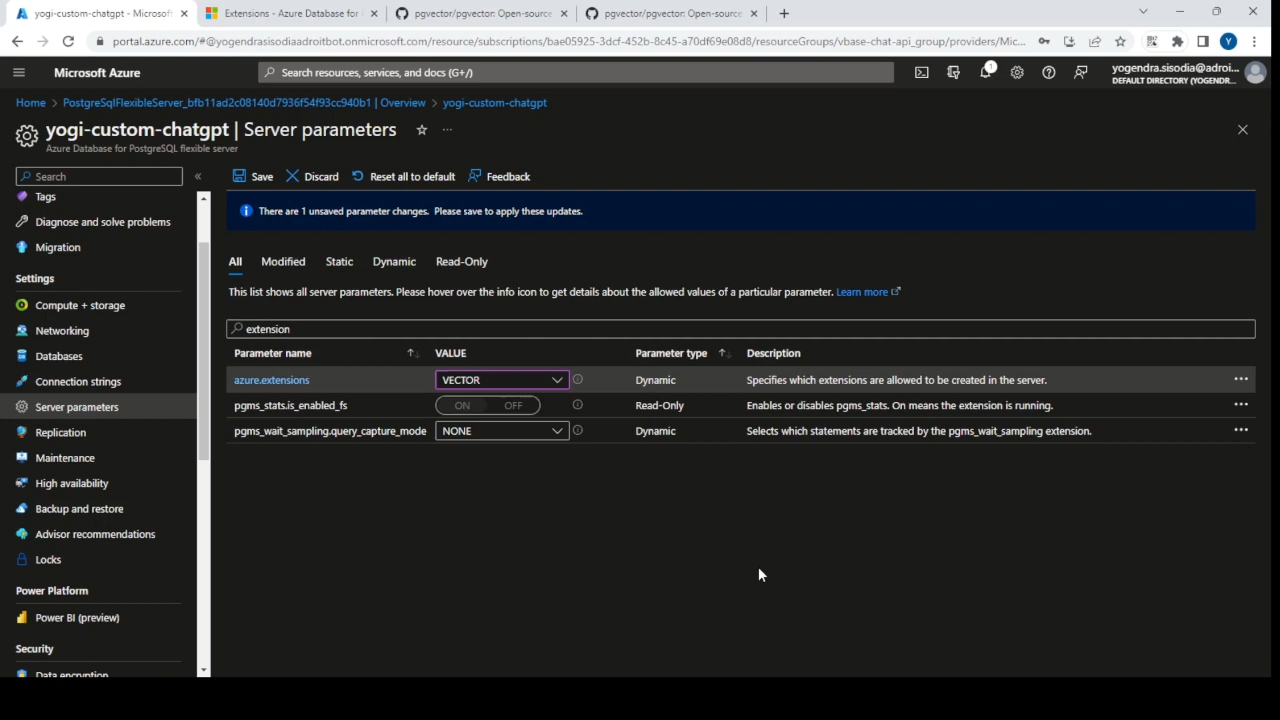 yogi-custom-chatgpt - Microsoft
Extensions - Azure Database for
pgvector/pgvector: Open-source
pgvector/pgvector: Open-source
portal.azure.com/#@yogendrasisodiaadroitbot.onmicrosoft.com/resource/subscriptions/bae05925-3dcf-452b-8c45-a70df69e08d8/resourceGroups/vbase-chat-api_group/providers/Mic...
Y
Microsoft Azure
Search resources, services, and docs (G+/)
1
yogendra.sisodia@adroi...
DEFAULT DIRECTORY (YOGENDR...
Home > PostgreSqlFlexibleServer_bfb11ad2c08140d7936f54f93cc940b1 | Overview > yogi-custom-chatgpt
yogi-custom-chatgpt | Server parameters
Azure Database for PostgreSQL flexible server
Search
Save Discard Reset all to default Feedback
Tags
Diagnose and solve problems
Migration
Settings
Compute + storage
Networking
Databases
Connection strings
Server parameters
Replication
Maintenance
High availability
Backup and restore
Advisor recommendations
Locks
Power Platform
Power BI (preview)
Security
Data encryption
There are 1 unsaved parameter changes. Please save to apply these updates.
All Modified Static Dynamic Read-Only
This list shows all server parameters. Please hover over the info icon to get details about the allowed values of a particular parameter. Learn more
extension
Parameter name VALUE Parameter type Description
azure.extensions VECTOR Dynamic Specifies which extensions are allowed to be created in the server.
pgms_stats.is_enabled_fs ON OFF Read-Only Enables or disables pgms_stats. On means the extension is running.
pgms_wait_sampling.query_capture_mode NONE Dynamic Selects which statements are tracked by the pgms_wait_sampling extension.